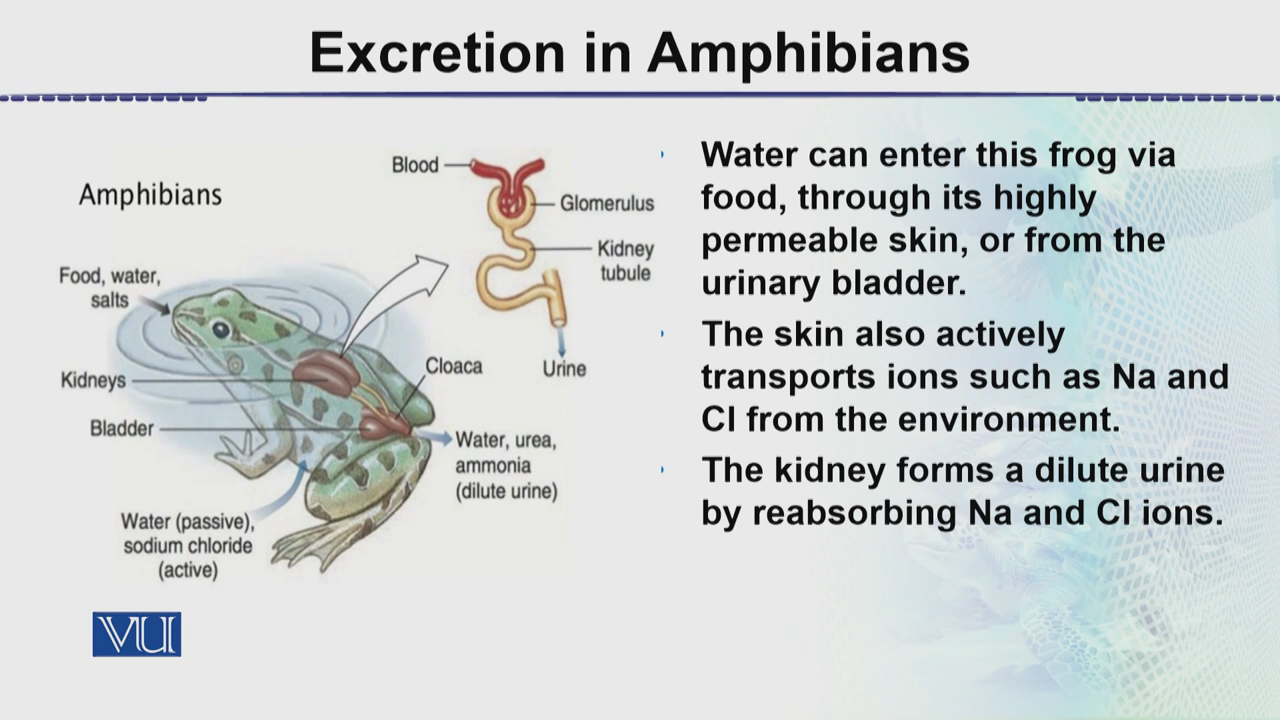 Excretion in Amphibians
Amphibians
Blood
Glomerulus
Kidney
tubule
Urine
Food, water,
salts
Kidneys
Bladder
Cloaca
Water, urea,
ammonia
(dilute urine)
Water (passive),
sodium chloride
(active)
VU
Water can enter this frog via
food, through its highly
permeable skin, or from the
urinary bladder.
The skin also actively
transports ions such as Na and
Cl from the environment.
The kidney forms a dilute urine
by reabsorbing Na and Cl ions.